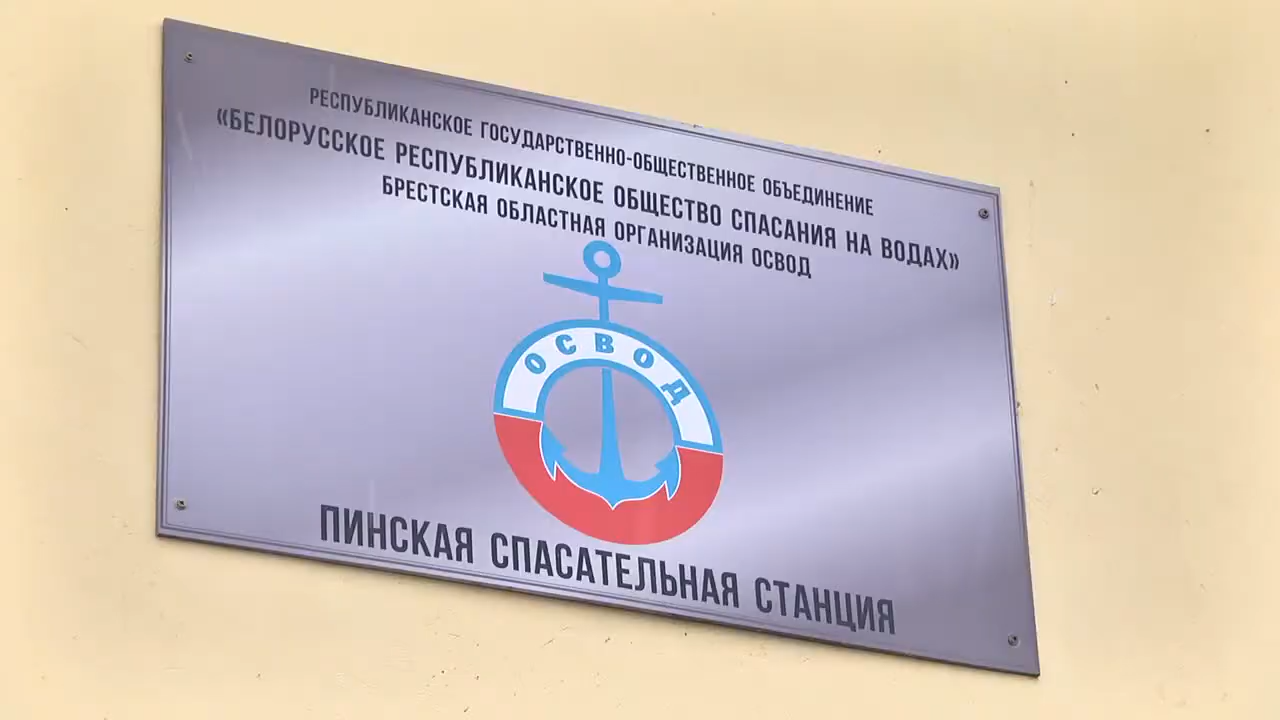 РЕСПУБЛИКАНСКОЕ ГОСУДАРСТВЕННО-ОБЩЕСТВЕННОЕ ОБЪЕДИНЕНИЕ
«БЕЛОРУССКОЕ РЕСПУБЛИКАНСКОЕ ОБЩЕСТВО СПАСАНИЯ НА ВОДАХ»
БРЕСТСКАЯ ОБЛАСТНАЯ ОРГАНИЗАЦИЯ ОСВОД
ОСВОД
ПИНСКАЯ СПАСАТЕЛЬНАЯ СТАНЦИЯ